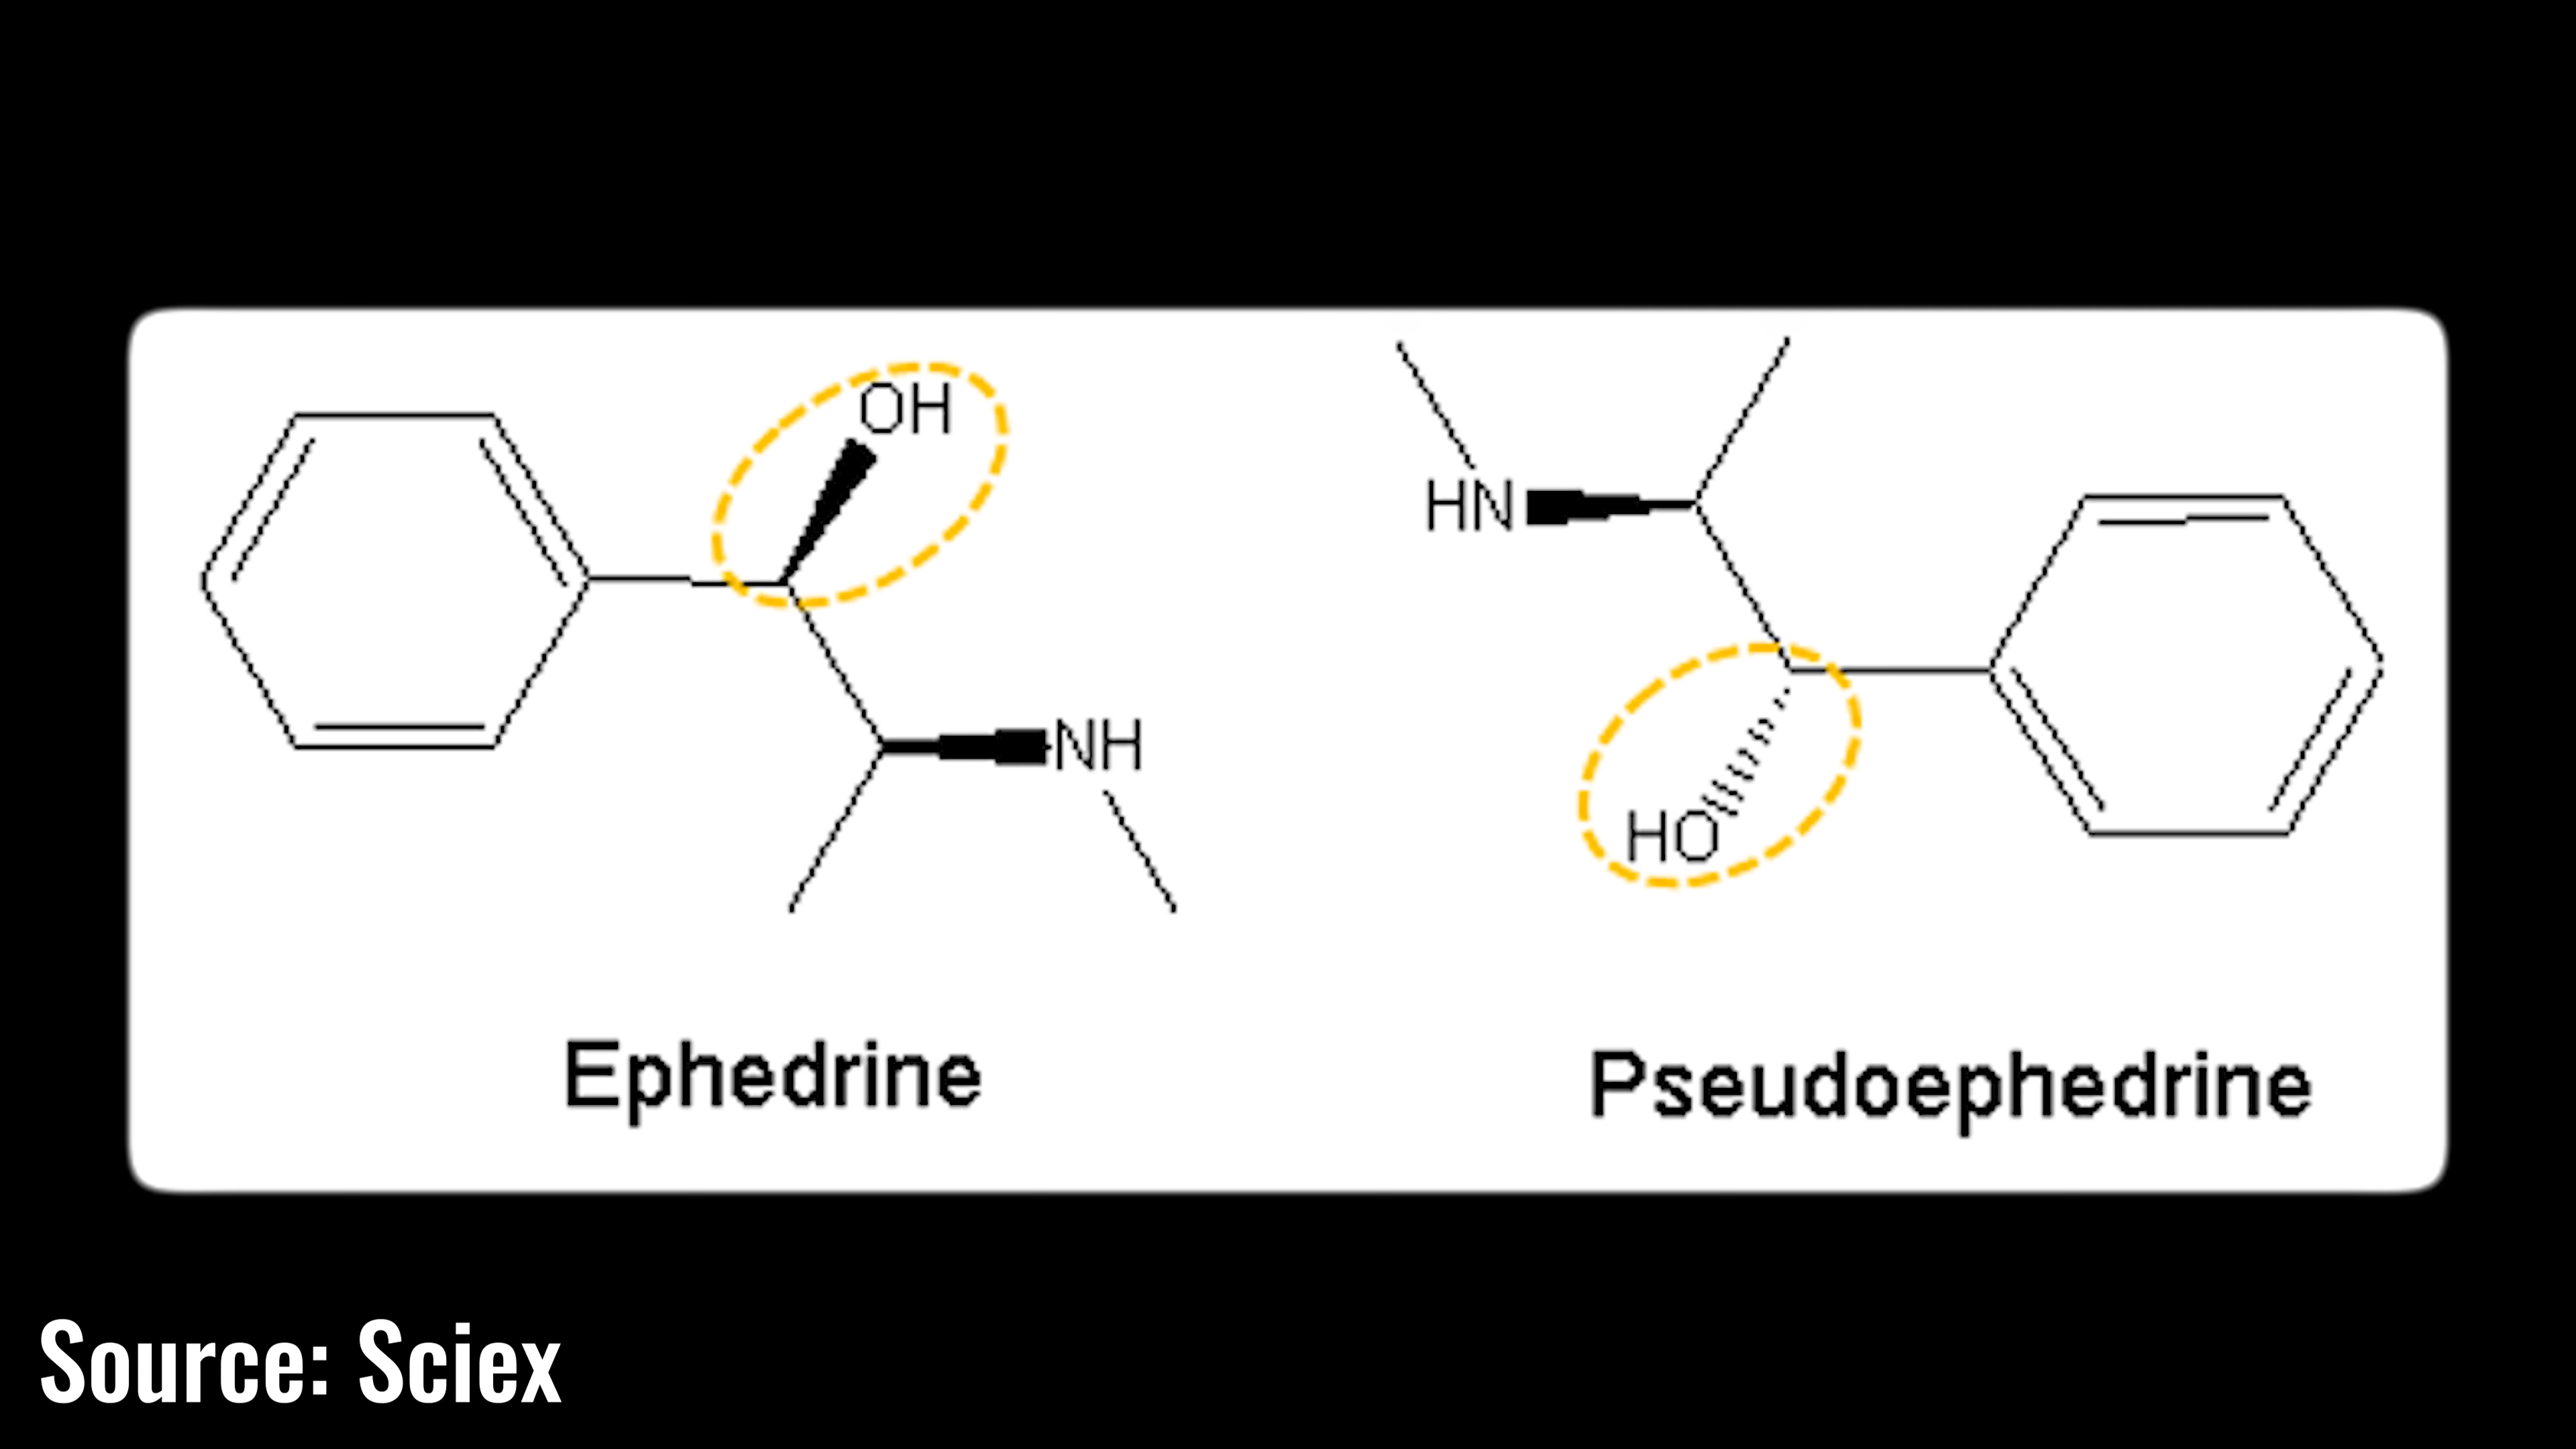 OH
NH
Ephedrine
HN
HO
Pseudoephedrine
Source: Sciex